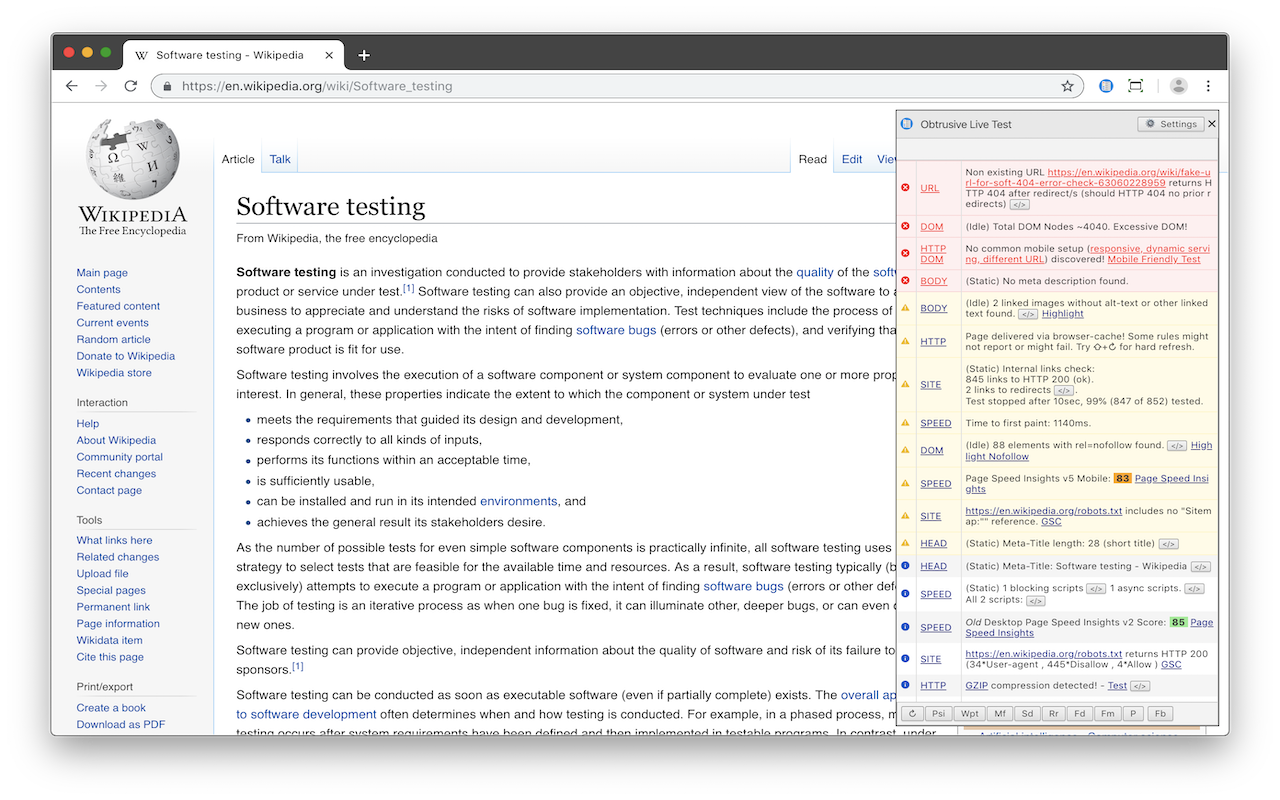 Software testing - Wikipedia
https://en.wikipedia.org/wiki/Software_testing
WIKIPEDIA
The Free Encyclopedia
Main page
Contents
Featured content
Current events
Random article
Donate to Wikipedia
Wikipedia store
Interaction
Help
About Wikipedia
Community portal
Recent changes
Contact page
Tools
What links here
Related changes
Upload file
Special pages
Permanent link
Page information
Wikidata item
Cite this page
Print/export
Create a book
Download as PDF
Article Talk
Read Edit Vie
Software testing
From Wikipedia, the free encyclopedia
Software testing is an investigation conducted to provide stakeholders with information about the quality of the soft
product or service under test.[1] Software testing can also provide an objective, independent view of the software to a
business to appreciate and understand the risks of software implementation. Test techniques include the process of
executing a program or application with the intent of finding software bugs (errors or other defects), and verifying tha
software product is fit for use.
Software testing involves the execution of a software component or system component to evaluate one or more prop
interest. In general, these properties indicate the extent to which the component or system under test
• meets the requirements that guided its design and development,
• responds correctly to all kinds of inputs,
• performs its functions within an acceptable time,
• is sufficiently usable,
• can be installed and run in its intended environments, and
• achieves the general result its stakeholders desire.
As the number of possible tests for even simple software components is practically infinite, all software testing uses
strategy to select tests that are feasible for the available time and resources. As a result, software testing typically (b
exclusively) attempts to execute a program or application with the intent of finding software bugs (errors or other def
The job of testing is an iterative process as when one bug is fixed, it can illuminate other, deeper bugs, or can even c
new ones.
Software testing can provide objective, independent information about the quality of software and risk of its failure to
sponsors.[1]
Software testing can be conducted as soon as executable software (even if partially complete) exists. The overall ap
to software development often determines when and how testing is conducted. For example, in a phased process, m
testing occurs after system requirements have been defined and then implemented in testable programs. In contrast, under
Obtrusive Live Test Settings
URL
Non existing URL https://en.wikipedia.org/wiki/fake-u
rl-for-soft-404-error-check-63060228959 returns H
TTP 404 after redirect/s (should HTTP 404 no prior r
edirects) </>
DOM (Idle) Total DOM Nodes ~4040. Excessive DOM!
HTTP
DOM
No common mobile setup (responsive, dynamic servi
ng, different URL) discovered! Mobile Friendly Test
BODY (Static) No meta description found.
BODY
(Idle) 2 linked images without alt-text or other linked
text found. </> Highlight
HTTP
Page delivered via browser-cache! Some rules might
not report or might fail. Try ⇧+↻ for hard refresh.
SITE
(Static) Internal links check:
845 links to HTTP 200 (ok).
2 links to redirects </>.
Test stopped after 10sec, 99% (847 of 852) tested.
SPEED Time to first paint: 1140ms.
DOM
(Idle) 88 elements with rel=nofollow found. </> High
light Nofollow
SPEED
Page Speed Insights v5 Mobile: 83 Page Speed Insi
ghts
SITE
https://en.wikipedia.org/robots.txt includes no "Sitem
ap:"" reference. GSC
HEAD (Static) Meta-Title length: 28 (short title) </>
HEAD (Static) Meta-Title: Software testing - Wikipedia </>
SPEED
(Static) 1 blocking scripts </> 1 async scripts. </>
All 2 scripts: </>
SPEED
Old Desktop Page Speed Insights v2 Score: 85 Page
Speed Insights
SITE
https://en.wikipedia.org/robots.txt returns HTTP 200
(34*User-agent , 445*Disallow , 4*Allow ) GSC
HTTP GZIP compression detected! - Test </>
Psi Wpt Mf Sd Rr Fd Fm P Fb